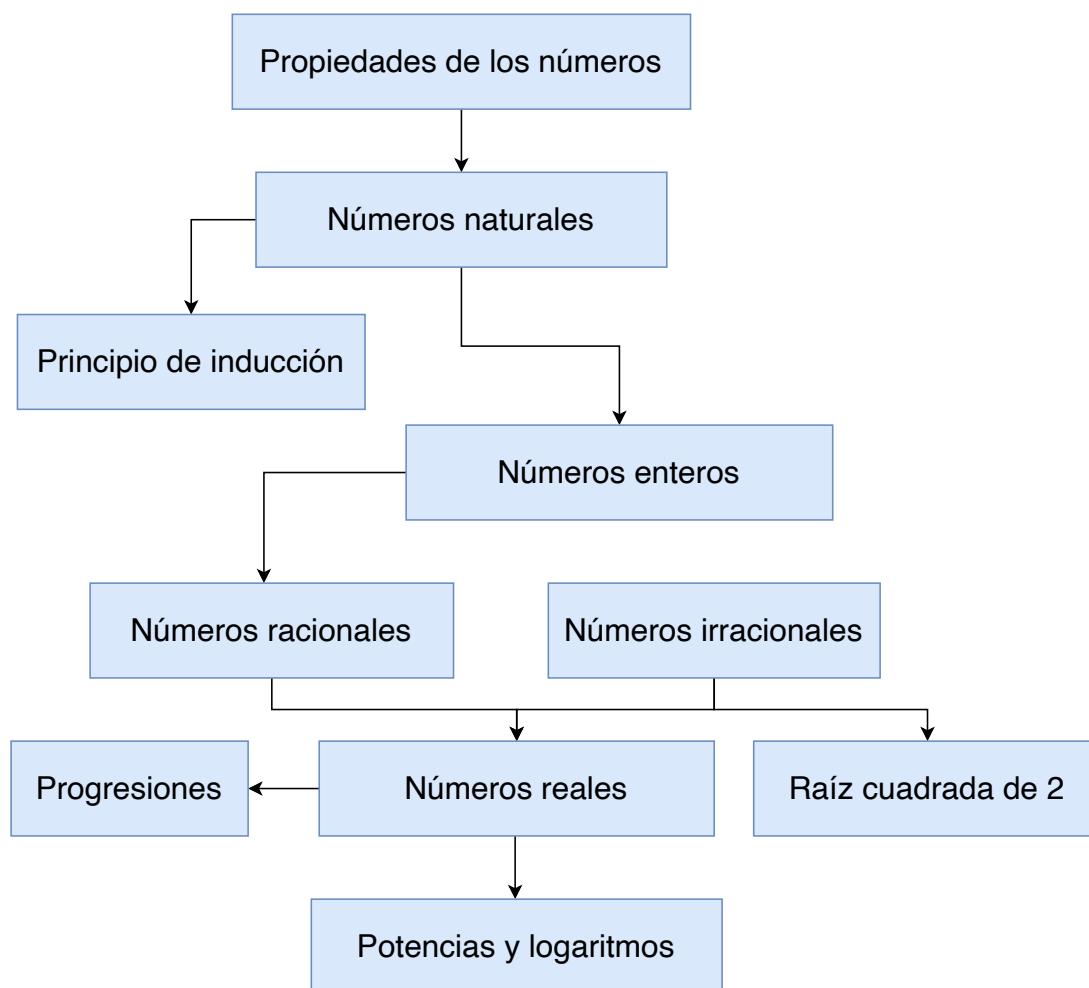 Propiedades de los números
Números naturales
Principio de inducción
Números enteros
Números racionales
Números irracionales
Progresiones
Números reales
Raíz cuadrada de 2
Potencias y logaritmos